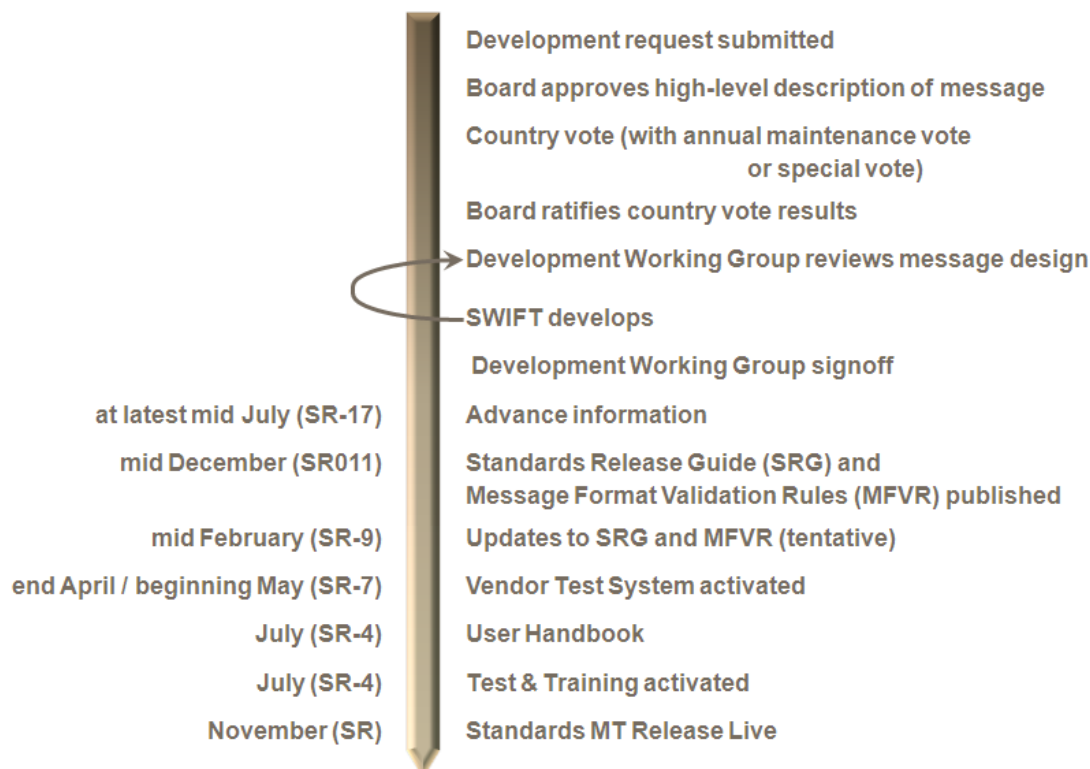 Development request submitted
Board approves high-level description of message
Country vote (with annual maintenance vote
or special vote)
Board ratifies country vote results
Development Working Group reviews message design
SWIFT develops
Development Working Group signoff
at latest mid July (SR-17) Advance information
mid December (SR011) Standards Release Guide (SRG) and
Message Format Validation Rules (MFVR) published
mid February (SR-9) Updates to SRG and MFVR (tentative)
end April / beginning May (SR-7) Vendor Test System activated
July (SR-4) User Handbook
July (SR-4) Test & Training activated
November (SR) Standards MT Release Live